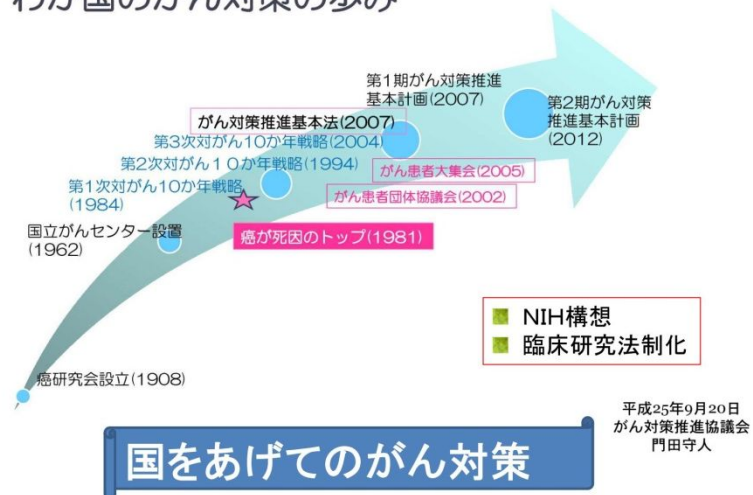 わが国のがん対策の歩み
第1期がん対策推進
基本計画(2007)
第2期がん対策
推進基本計画
(2012)
がん対策推進基本法(2007)
第3次対がん10か年戦略(2004)
第2次対がん１０か年戦略(1994)
がん患者大集会(2005)
第1次対がん10か年戦略
(1984)
がん患者団体協議会(2002)
国立がんセンター設置
(1962)
癌が死因のトップ(1981)
NIH構想
臨床研究法制化
癌研究会設立(1908)
平成25年9月20日
がん対策推進協議会
門田守人
国をあげてのがん対策